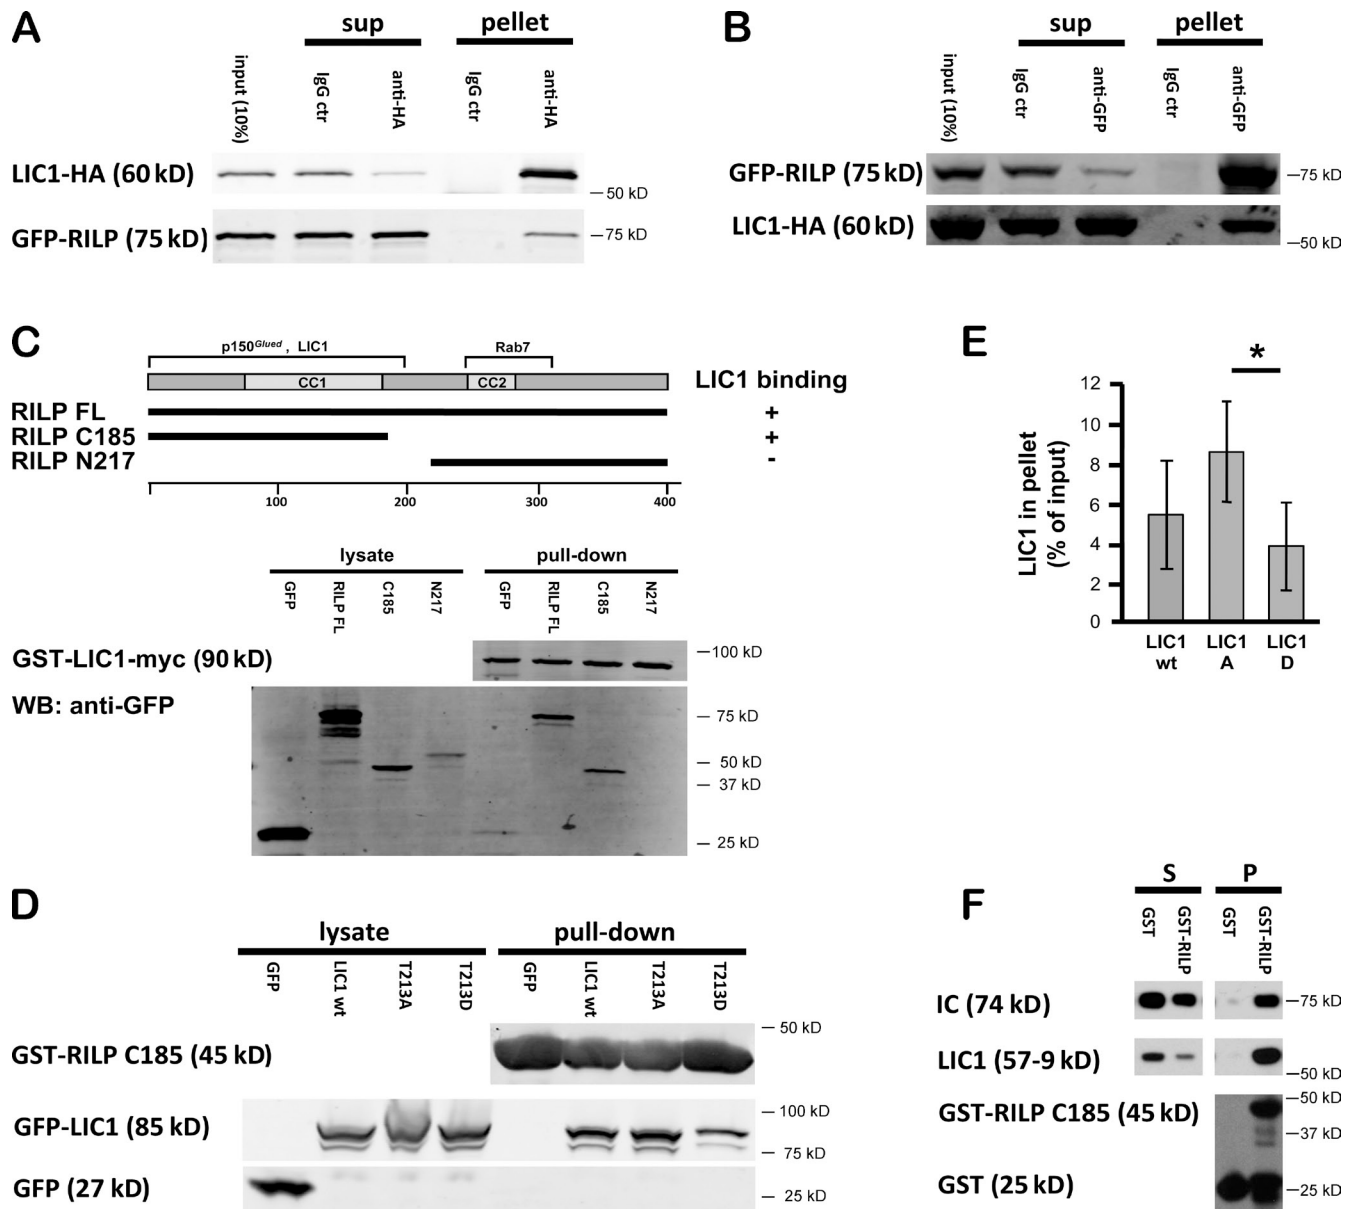 A
sup
pellet
input (10%)
IgG ctr
anti-HA
IgG ctr
anti-HA
LIC1-HA (60 kD)
50 kD
GFP-RILP (75 kD)
75 kD
B
sup
pellet
input (10%)
IgG ctr
anti-GFP
IgG ctr
anti-GFP
GFP-RILP (75 kD)
75 kD
LIC1-HA (60 kD)
50 kD
C
p150Glued, LIC1
Rab7
CC1
CC2
LIC1 binding
RILP FL
+
RILP C185
+
RILP N217
-
100
200
300
400
lysate
pull-down
GFP
RILP FL
C185
N217
GFP
RILP FL
C185
N217
GST-LIC1-myc (90 kD)
100 kD
WB: anti-GFP
75 kD
50 kD
37 kD
25 kD
D
lysate
pull-down
GFP
LIC1 wt
T213A
T213D
GFP
LIC1 wt
T213A
T213D
50 kD
GST-RILP C185 (45 kD)
GFP-LIC1 (85 kD)
100 kD
75 kD
GFP (27 kD)
25 kD
E
*
LIC1 in pellet
(% of input)
12
10
8
6
4
2
0
LIC1 wt
LIC1 A
LIC1 D
F
S
P
GST
GST-RILP
GST
GST-RILP
IC (74 kD)
75 kD
LIC1 (57-9 kD)
50 kD
GST-RILP C185 (45 kD)
50 kD
37 kD
GST (25 kD)
25 kD